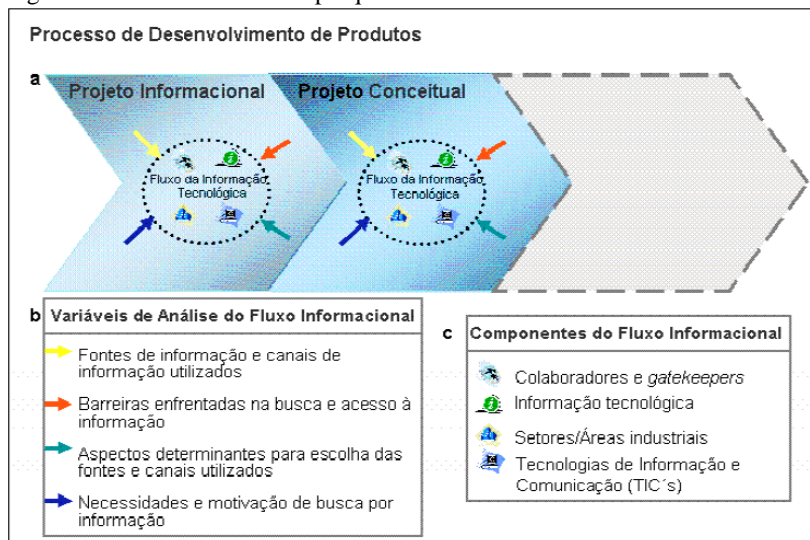 Processo de Desenvolvimento de Produtos
a
Projeto Informacional
Projeto Conceitual
Fluxo da Informação
Tecnológica
Fluxo da Informação
Tecnológica
b
Variáveis de Análise do Fluxo Informacional
Fontes de informação e canais de
informação utilizados
Barreiras enfrentadas na busca e acesso à
informação
Aspectos determinantes para escolha das
fontes e canais utilizados
Necessidades e motivação de busca por
informação
c
Componentes do Fluxo Informacional
Colaboradores e gatekeepers
Informação tecnológica
Setores/Áreas industriais
Tecnologias de Informação e
Comunicação (TIC´s)